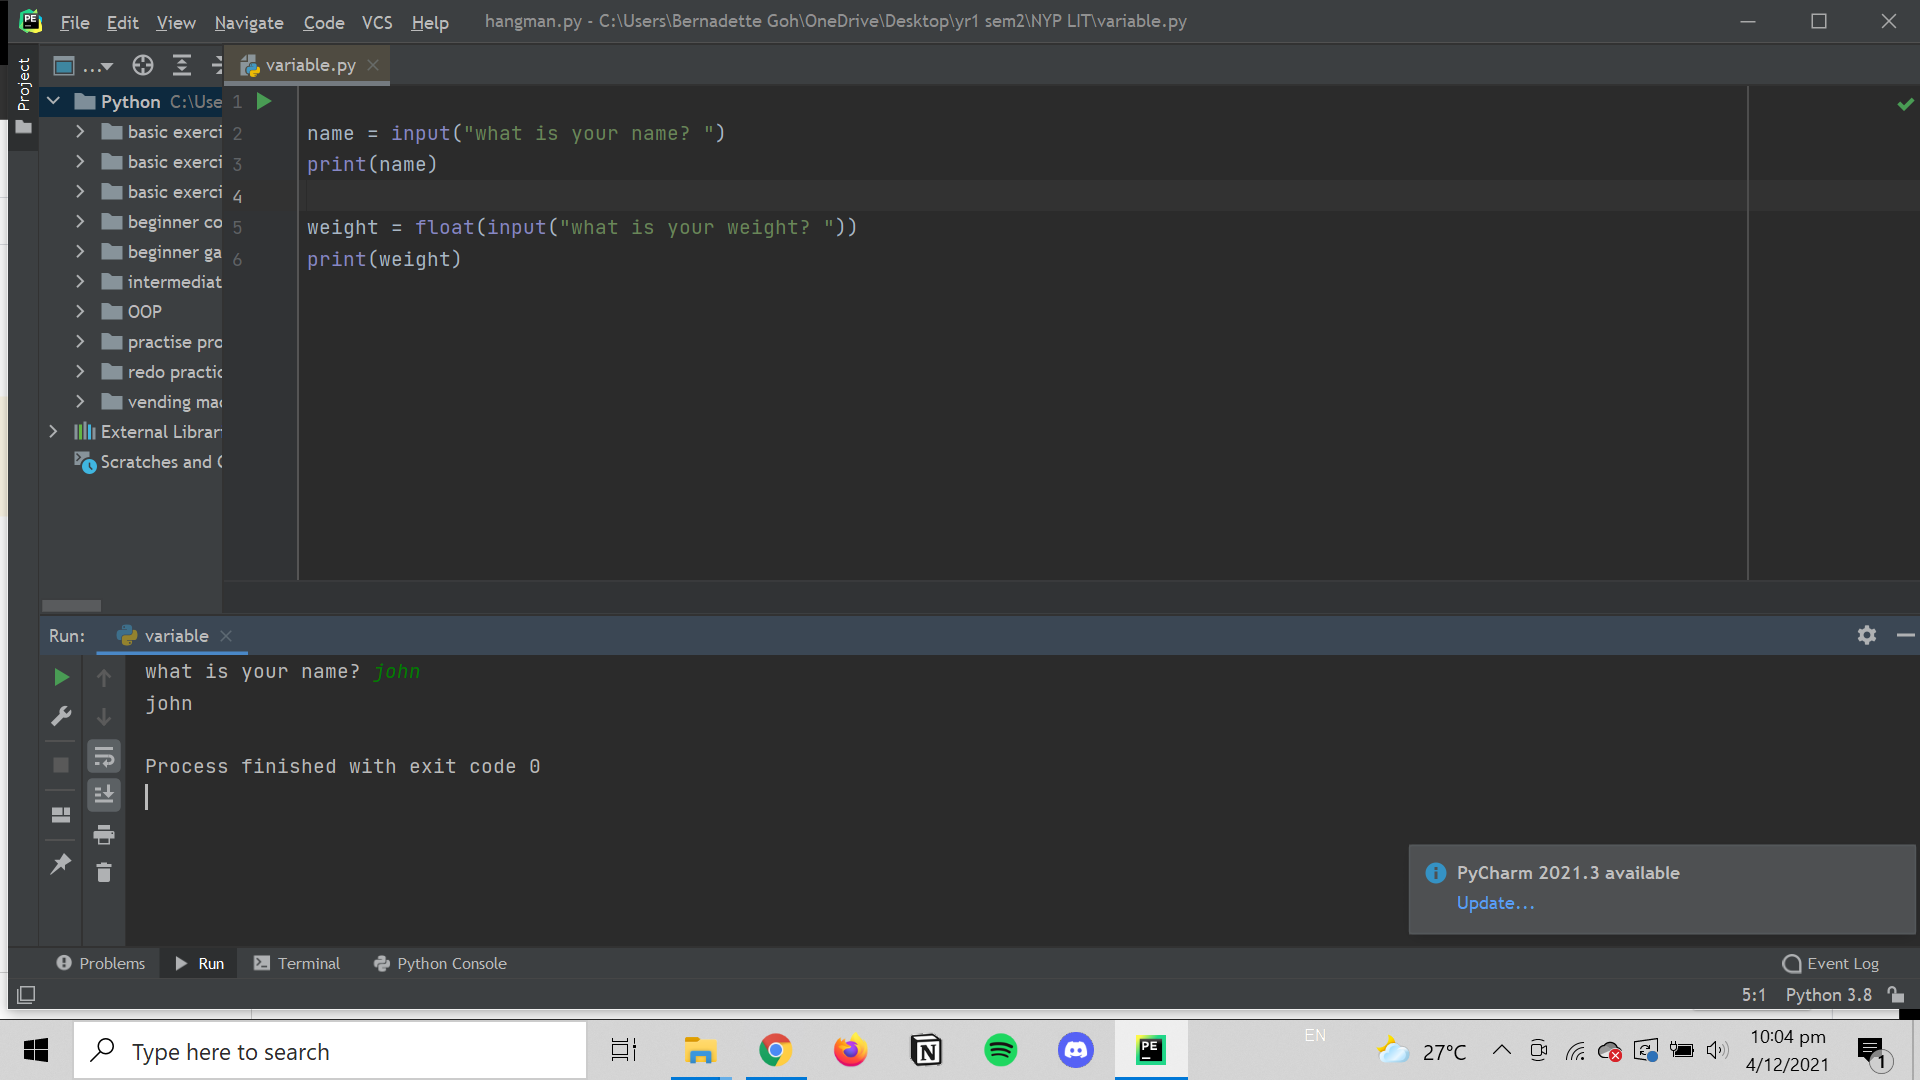 File Edit View Navigate Code VCS Help hangman.py - C:\Users\Bernadette Goh\OneDrive\Desktop\yr1 sem2\NYP LIT\variable.py
Project
... variable.py
Python C:\Use
basic exerci
basic exerci
basic exerci
beginner co
beginner ga
intermediat
OOP
practise pro
redo practic
vending mac
External Librar
Scratches and C
1
2 name = input("what is your name? ")
3 print(name)
4
5 weight = float(input("what is your weight? "))
6 print(weight)
Run: variable
what is your name? john
john
Process finished with exit code 0
PyCharm 2021.3 available
Update...
Problems Run Terminal Python Console Event Log
5:1 Python 3.8
Type here to search
EN
27°C
10:04 pm
4/12/2021
1